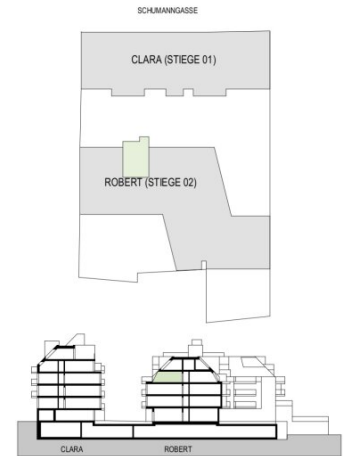 SCHUMANNGASSE
CLARA (STIEGE 01)
ROBERT (STIEGE 02)
CLARA ROBERT